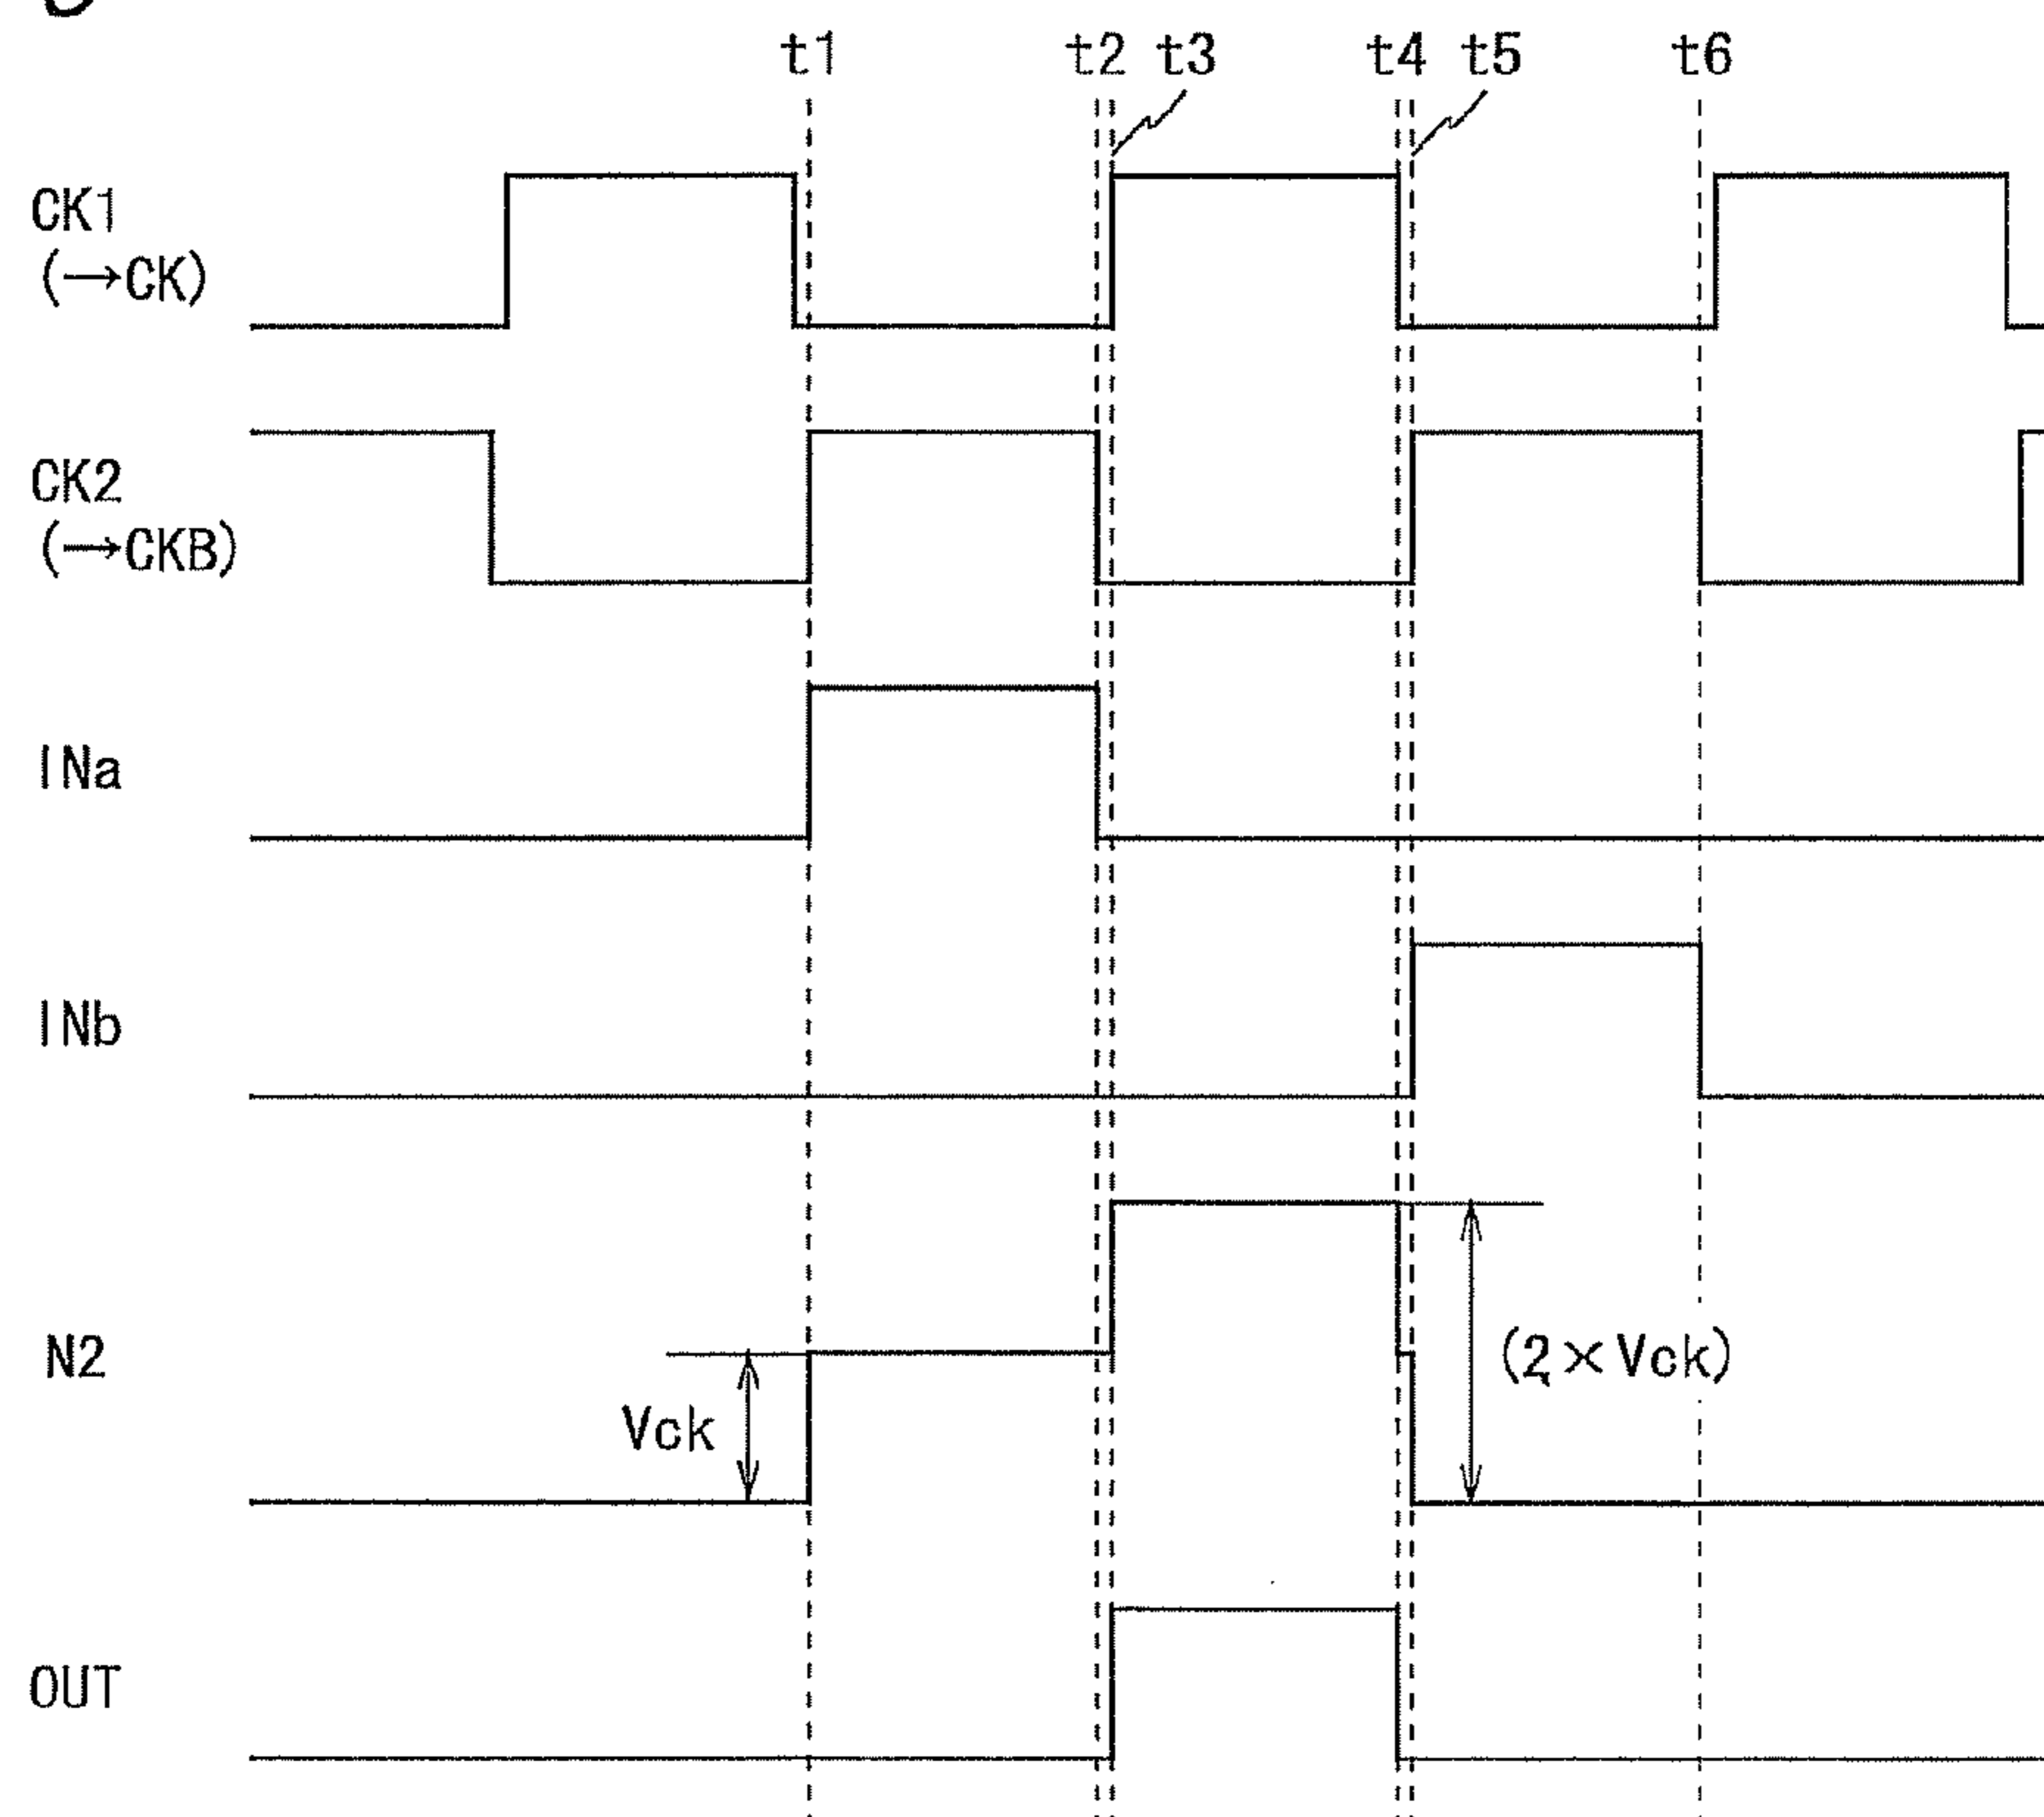 t1 t2 t3 t4 t5 t6
CK1
(→CK)
CK2
(→CKB)
INa
INb
N2
Vck
(2×Vck)
OUT